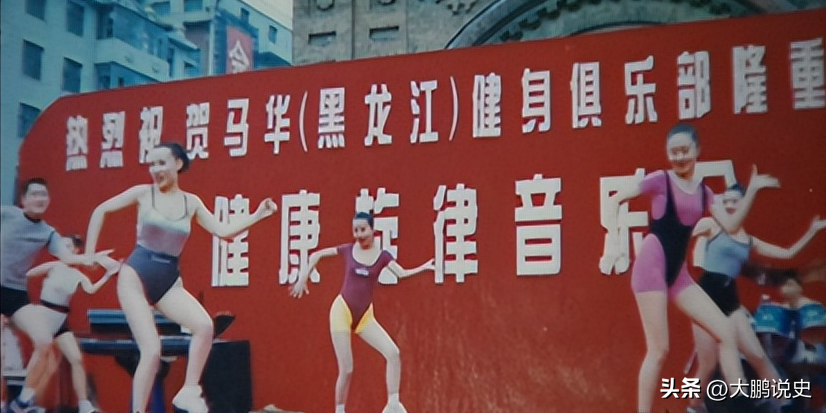 会
热烈祝贺马华(黑龙江)健身俱乐部隆重
健康旋律音乐
头条 @大鹏说史